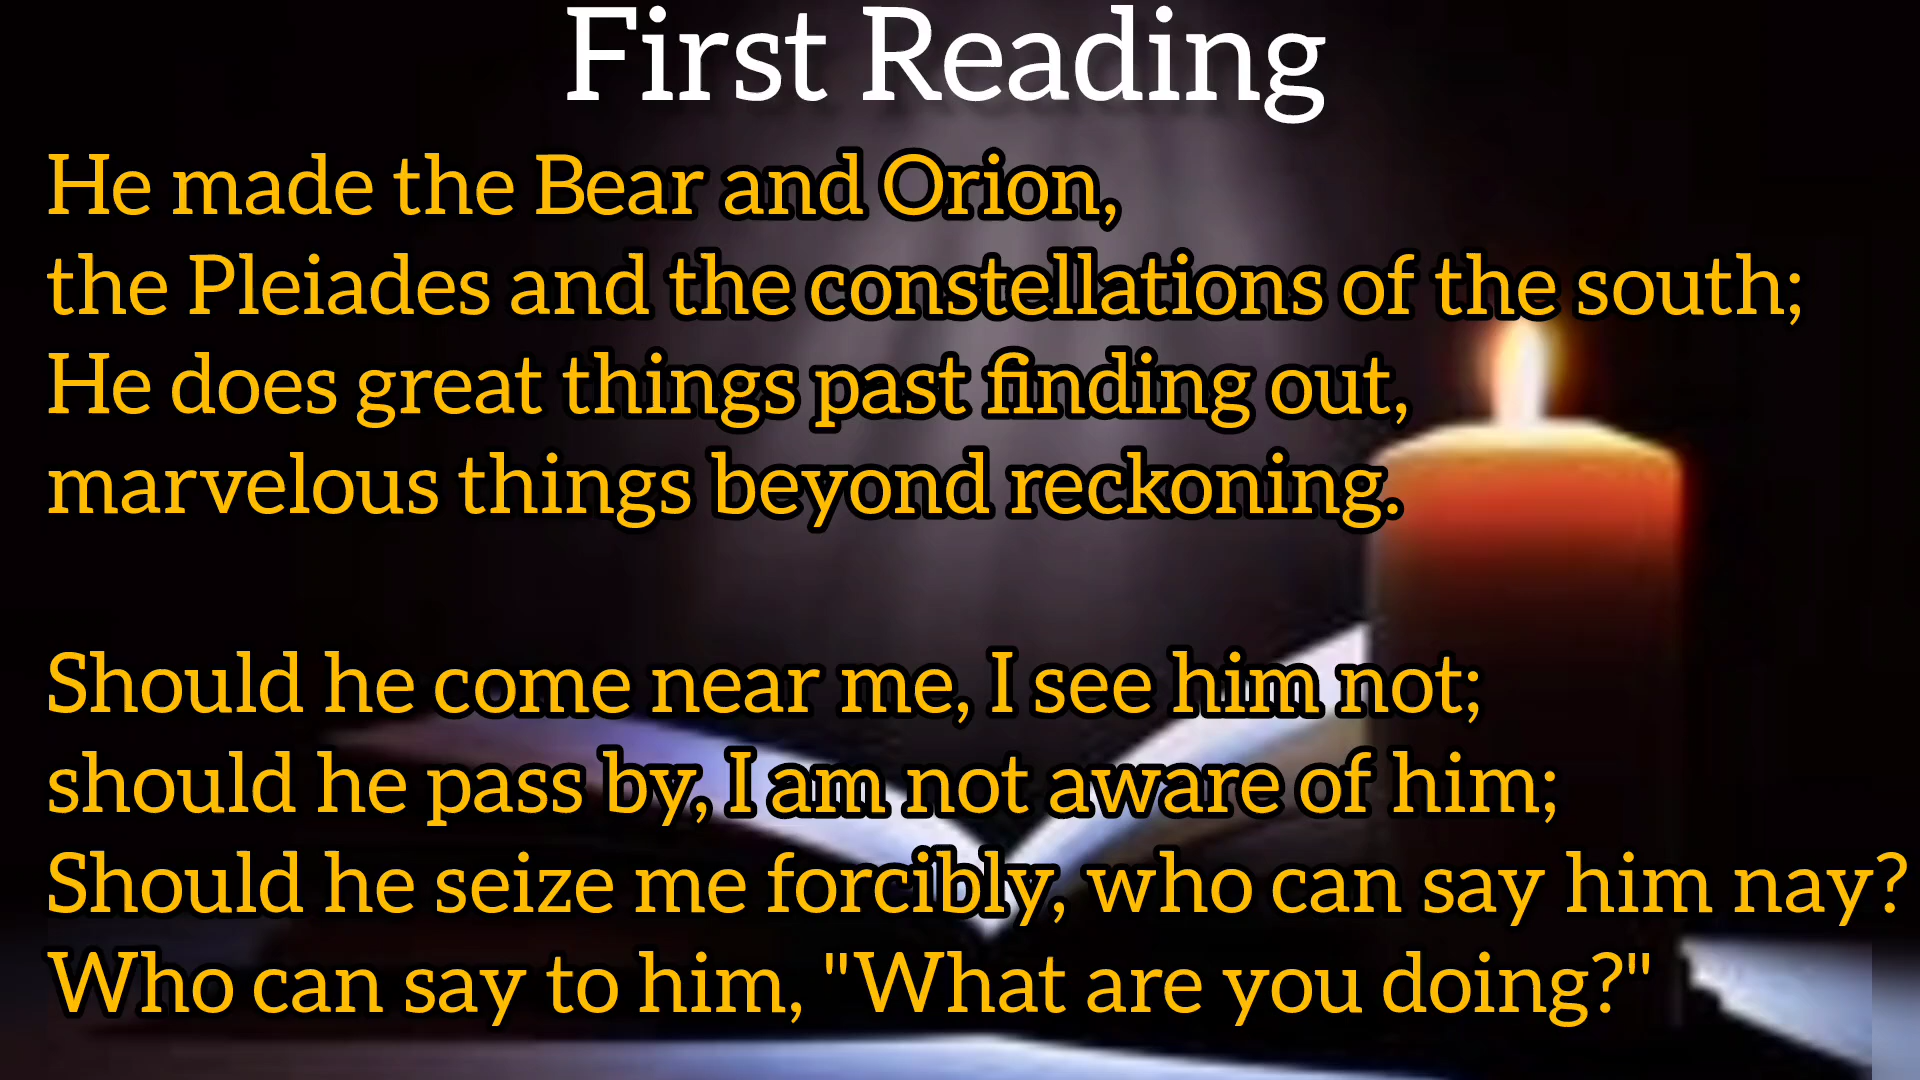 First Reading
He made the Bear and Orion,
the Pleiades and the constellations of the south;
He does great things past finding out,
marvelous things beyond reckoning.
Should he come near me, I see him not;
should he pass by, I am not aware of him;
Should he seize me forcibly, who can say him nay?
Who can say to him, "What are you doing?"